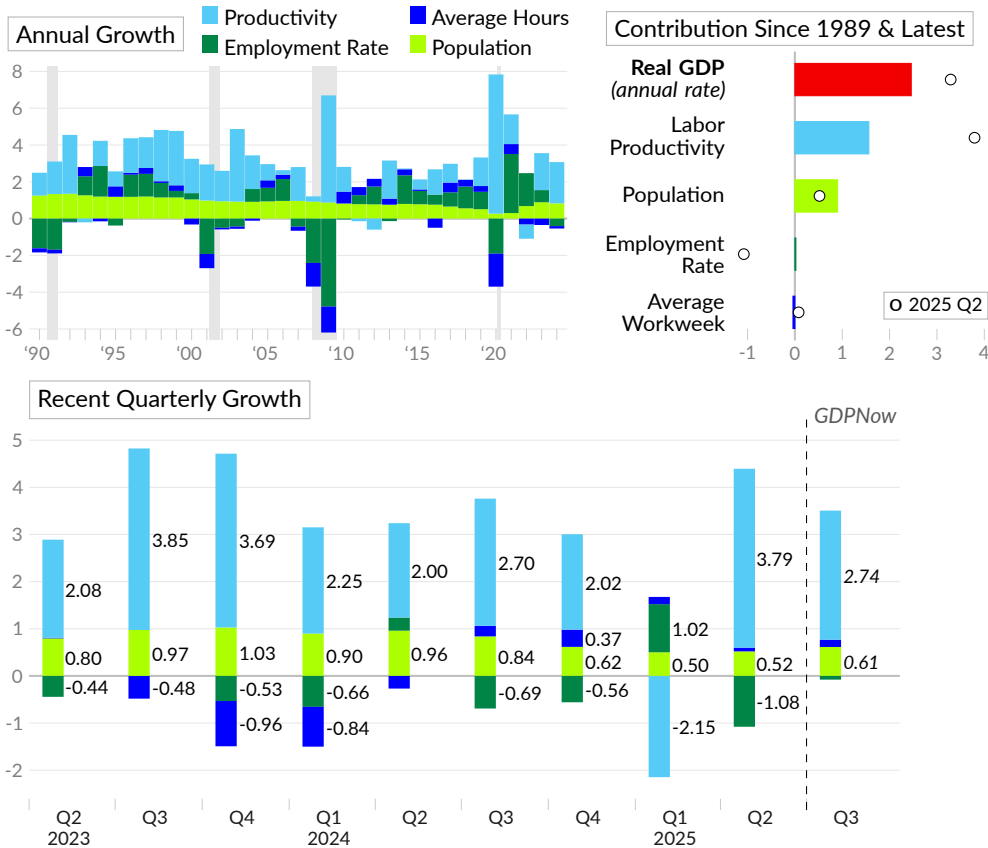 Annual Growth
Productivity
Average Hours
Employment Rate
Population
8
6
4
2
0
-2
-4
-6
'90
'95
'00
'05
'10
'15
'20
Contribution Since 1989 & Latest
Real GDP
(annual rate)
Labor
Productivity
Population
Employment
Rate
Average
Workweek
2025 Q2
-1
0
1
2
3
4
Recent Quarterly Growth
GDPNow
5
4
3
2
1
0
-1
-2
2.08
0.80
-0.44
3.85
0.97
-0.48
3.69
1.03
-0.53
-0.96
2.25
0.90
-0.66
-0.84
2.00
0.96
2.70
0.84
-0.69
2.02
0.37
0.62
-0.56
1.02
0.50
-2.15
3.79
0.52
-1.08
2.74
0.61
Q2
2023
Q3
Q4
Q1
2024
Q2
Q3
Q4
Q1
2025
Q2
Q3